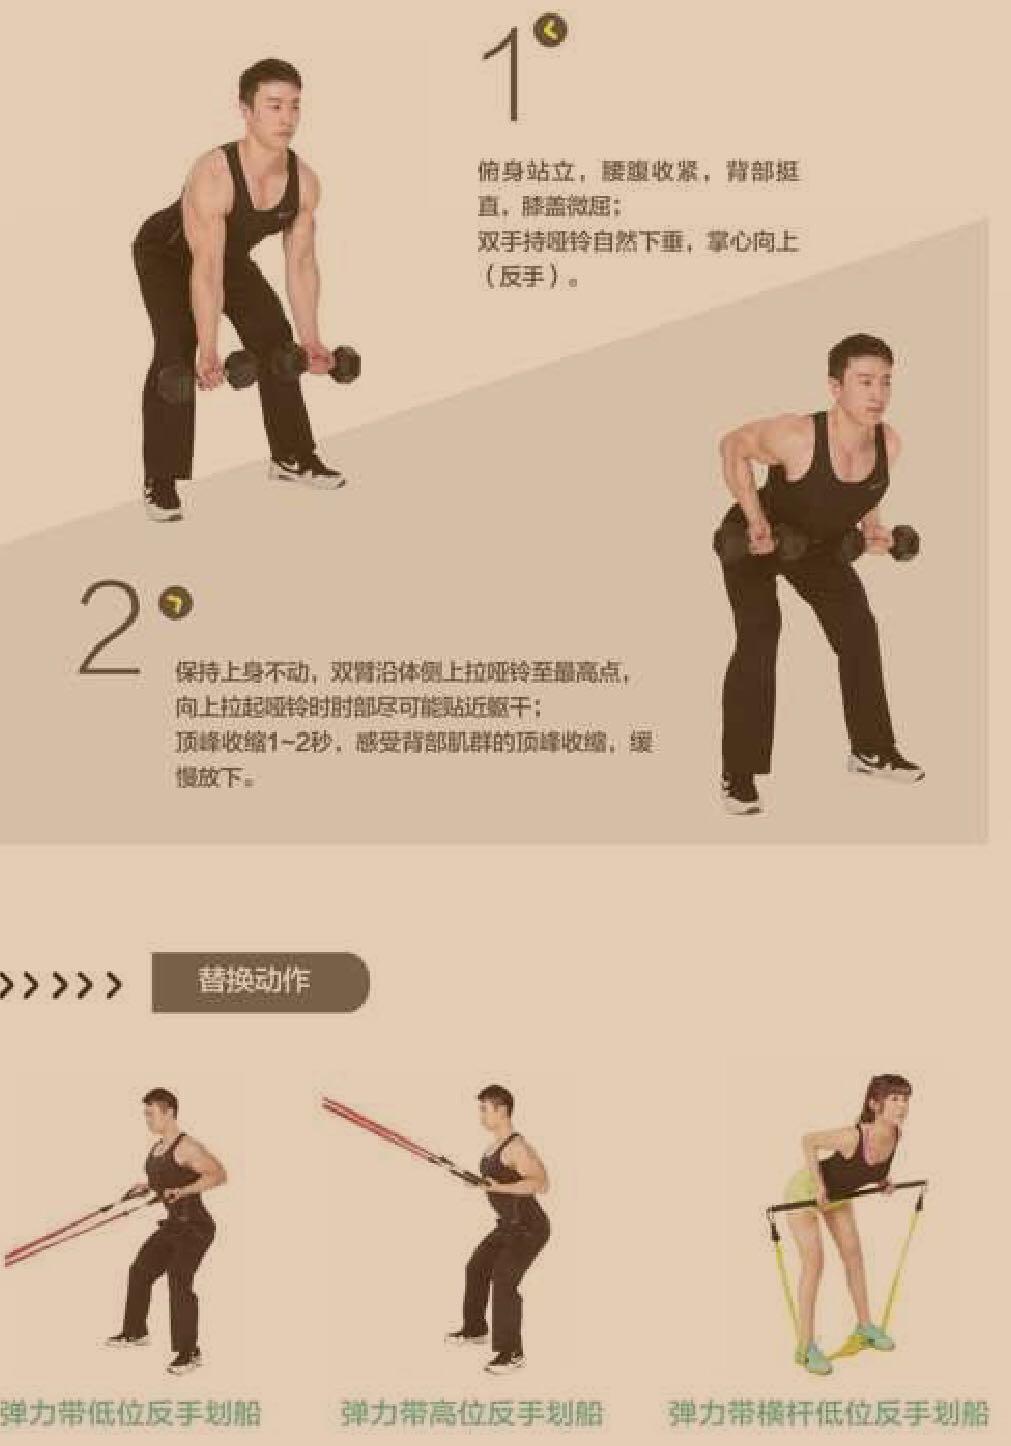 1
俯身站立，腰腹收紧，背部挺
直，膝盖微屈；
双手持哑铃自然下垂，掌心向上
（反手）。
2
保持上身不动，双臂沿体侧上拉哑铃至最高点，
向上拉起哑铃时肘部尽可能贴近躯干；
顶峰收缩1~2秒，感受背部肌群的顶峰收缩，缓
慢放下。
替换动作
弹力带低位反手划船
弹力带高位反手划船
弹力带横杆低位反手划船